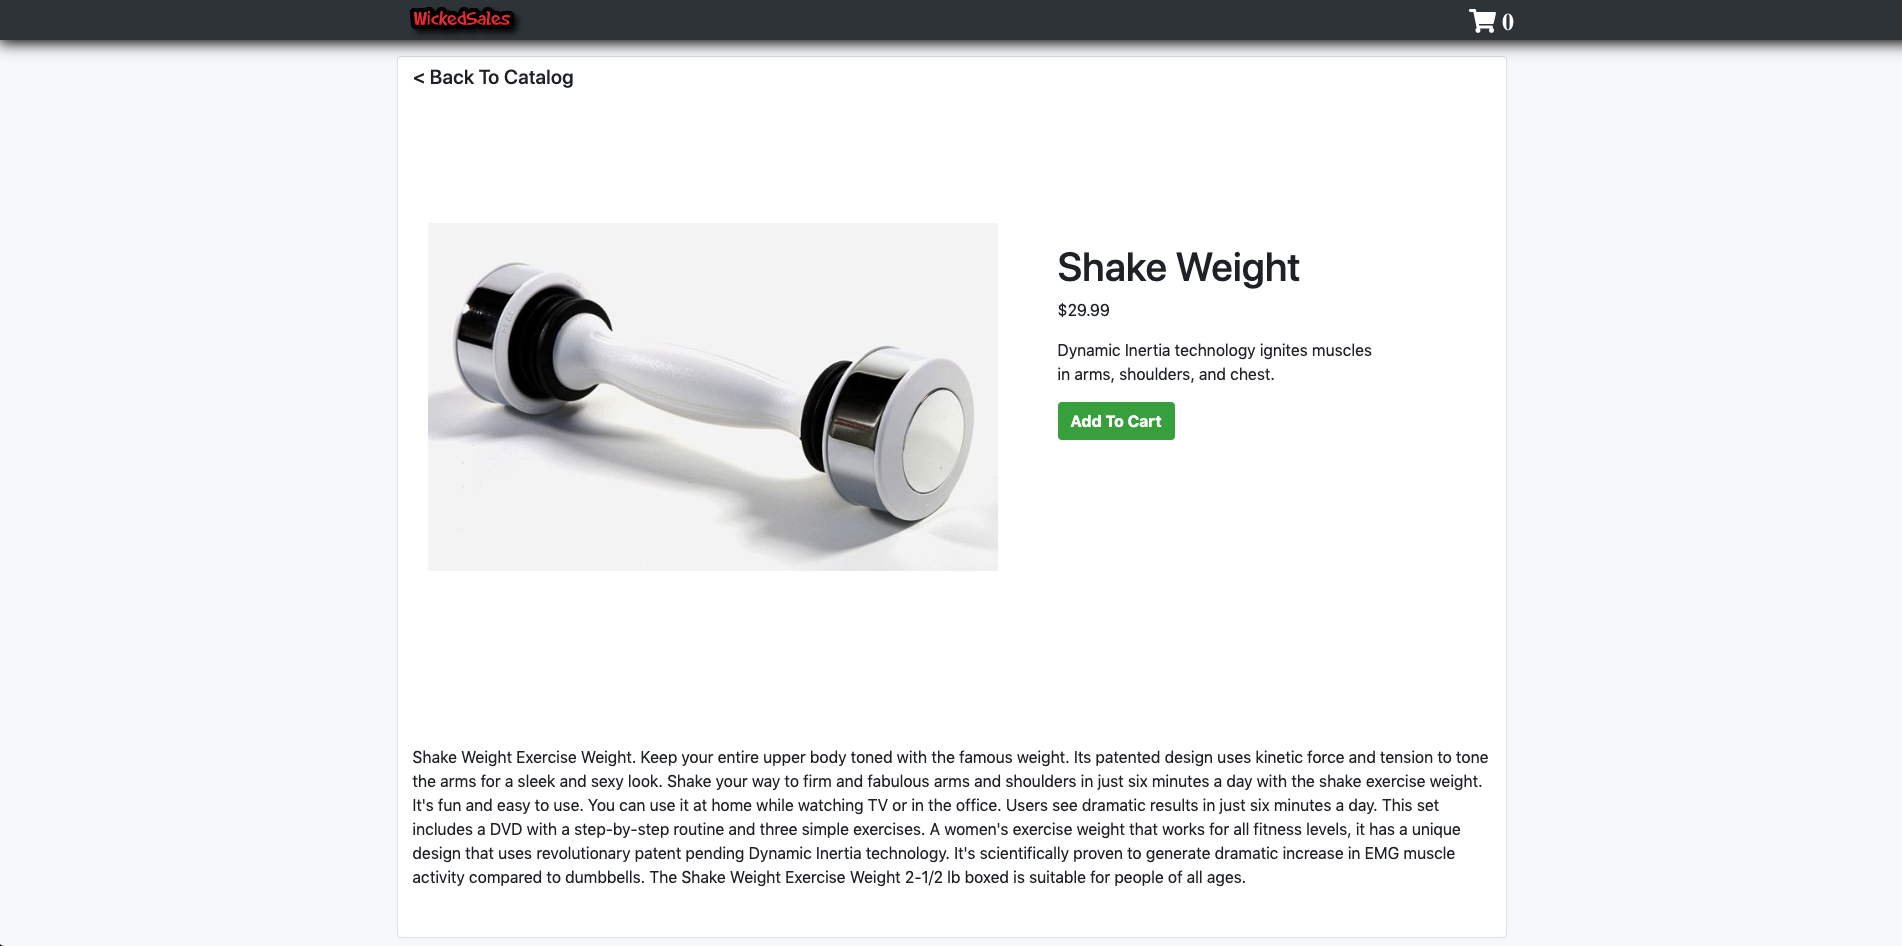 WickedSales
0
< Back To Catalog
Shake Weight
$29.99
Dynamic Inertia technology ignites muscles
in arms, shoulders, and chest.
Add To Cart
Shake Weight Exercise Weight. Keep your entire upper body toned with the famous weight. Its patented design uses kinetic force and tension to tone
the arms for a sleek and sexy look. Shake your way to firm and fabulous arms and shoulders in just six minutes a day with the shake exercise weight.
It's fun and easy to use. You can use it at home while watching TV or in the office. Users see dramatic results in just six minutes a day. This set
includes a DVD with a step-by-step routine and three simple exercises. A women's exercise weight that works for all fitness levels, it has a unique
design that uses revolutionary patent pending Dynamic Inertia technology. It's scientifically proven to generate dramatic increase in EMG muscle
activity compared to dumbbells. The Shake Weight Exercise Weight 2-1/2 lb boxed is suitable for people of all ages.